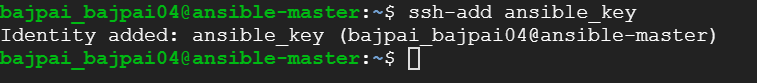 bajpai_bajpai04@ansible-master:~$ ssh-add ansible_key
Identity added: ansible_key (bajpai_bajpai04@ansible-master)
bajpai_bajpai04@ansible-master:~$